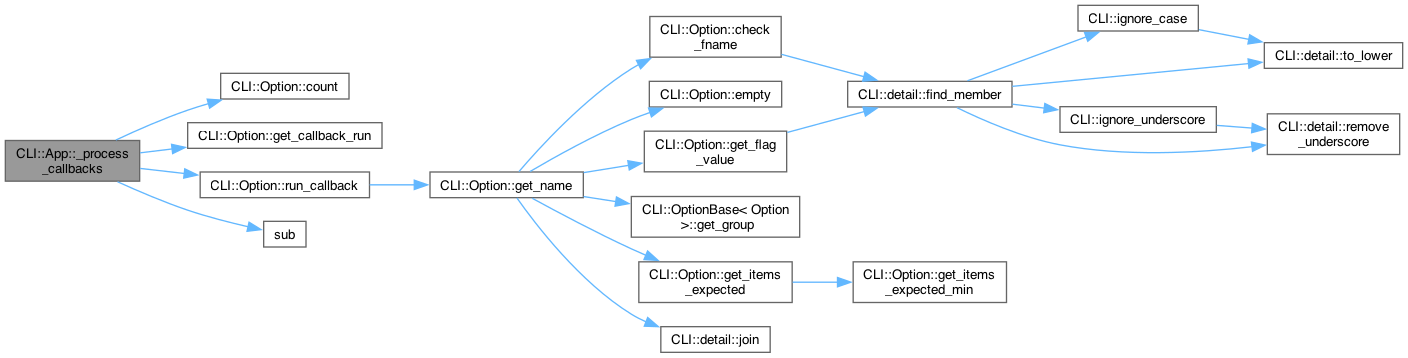 CLI::App::_process
_callbacks
CLI::Option::count
CLI::Option::get_callback_run
CLI::Option::run_callback
sub
CLI::Option::get_name
CLI::Option::check
_fname
CLI::Option::empty
CLI::Option::get_flag
_value
CLI::OptionBase< Option
>::get_group
CLI::Option::get_items
_expected
CLI::detail::join
CLI::detail::find_member
CLI::Option::get_items
_expected_min
CLI::ignore_case
CLI::ignore_underscore
CLI::detail::to_lower
CLI::detail::remove
_underscore